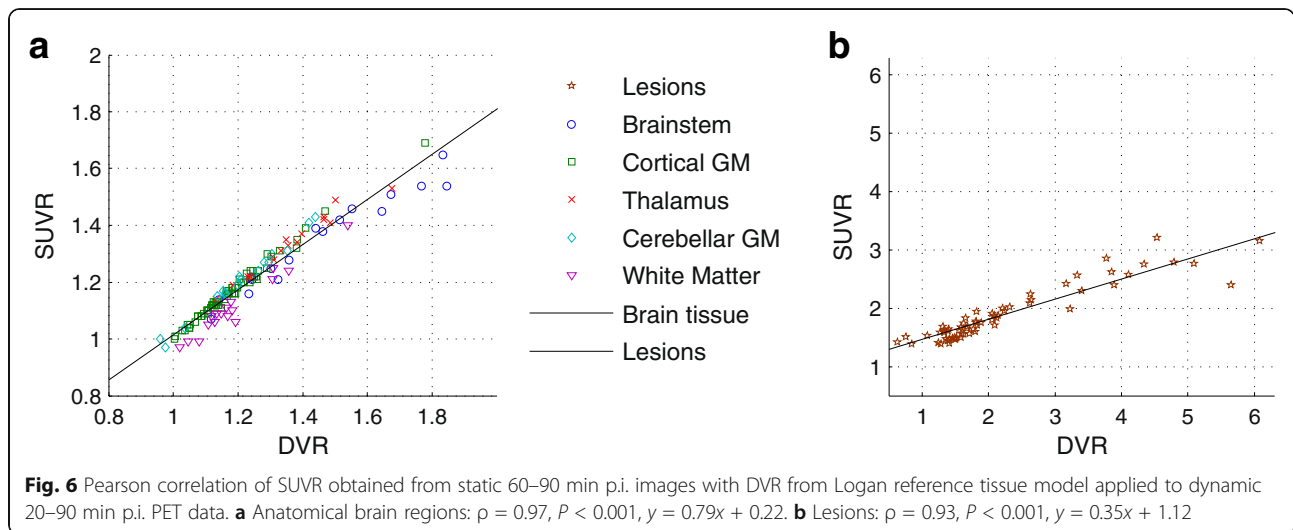 a
2
1.8
1.6
1.4
1.2
1
0.8
SUVR
0.8 1 1.2 1.4 1.6 1.8
DVR
Lesions
Brainstem
Cortical GM
Thalamus
Cerebellar GM
White Matter
Brain tissue
Lesions
b
6
5
4
3
2
1
SUVR
1 2 3 4 5 6
DVR
Fig. 6 Pearson correlation of SUVR obtained from static 60–90 min p.i. images with DVR from Logan reference tissue model applied to dynamic
20–90 min p.i. PET data. a Anatomical brain regions: ρ = 0.97, P < 0.001, y = 0.79x + 0.22. b Lesions: ρ = 0.93, P < 0.001, y = 0.35x + 1.12